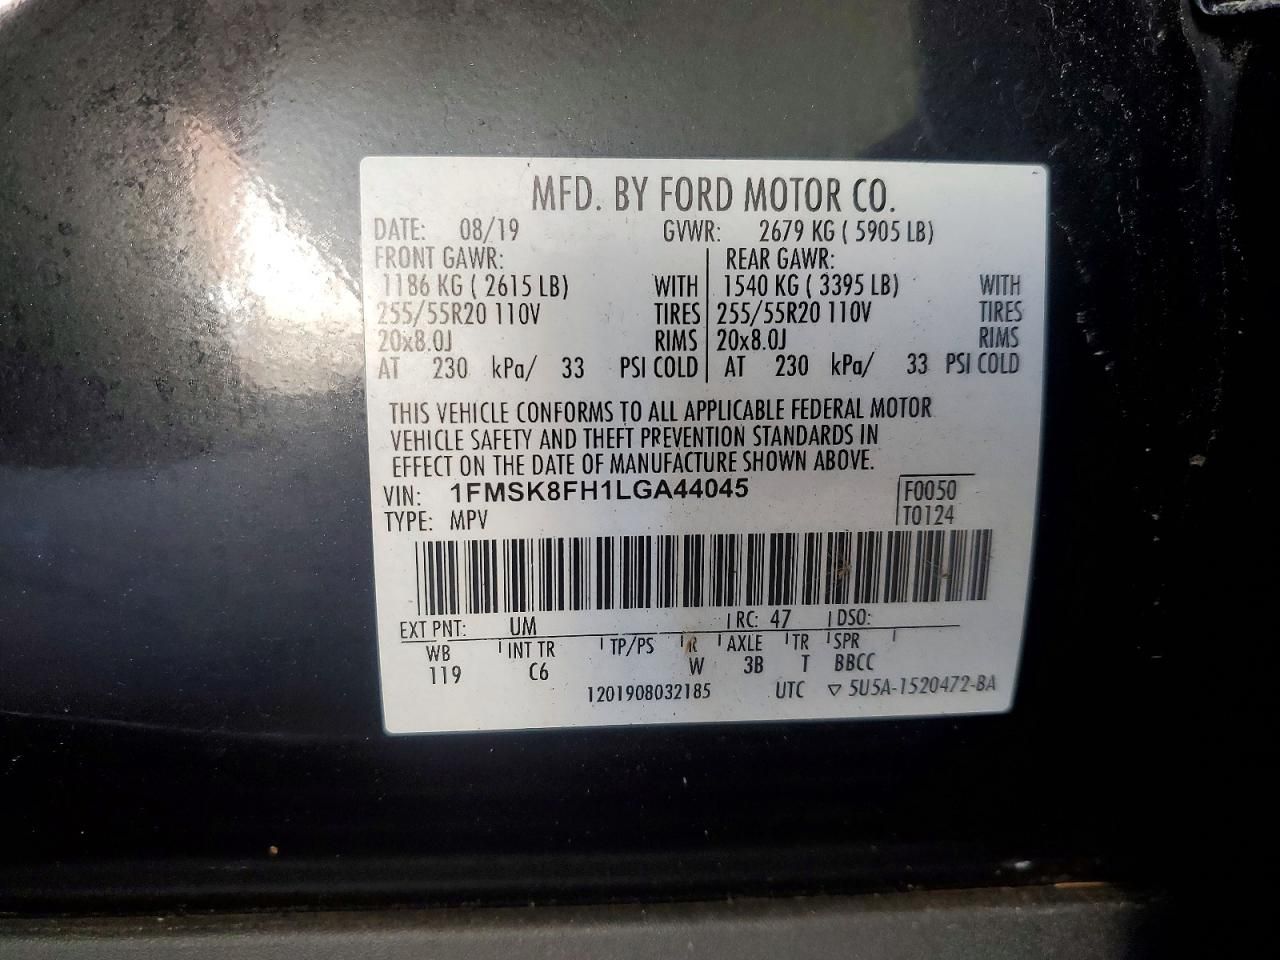 MFD. BY FORD MOTOR CO.
DATE: 08/19 GVWR: 2679 KG ( 5905 LB)
FRONT GAWR: REAR GAWR:
1186 KG ( 2615 LB) WITH 1540 KG ( 3395 LB) WITH
255/55R20 110V TIRES 255/55R20 110V TIRES
20x8.0J RIMS 20x8.0J RIMS
AT 230 kPa/ 33 PSI COLD AT 230 kPa/ 33 PSI COLD
THIS VEHICLE CONFORMS TO ALL APPLICABLE FEDERAL MOTOR
VEHICLE SAFETY AND THEFT PREVENTION STANDARDS IN
EFFECT ON THE DATE OF MANUFACTURE SHOWN ABOVE.
VIN: 1FMSK8FH1LGA44045 F0050
TYPE: MPV T0124
EXT PNT: UM RC: 47 DSO:
WB INT TR TP/PS R AXLE TR SPR
119 C6 W 3B T BBCC
1201908032185 UTC ▽ 5U5A-1520472-BA